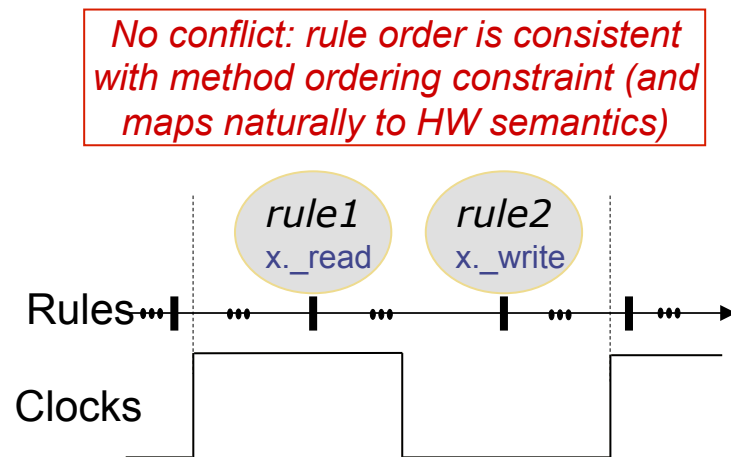 No conflict: rule order is consistent
with method ordering constraint (and
maps naturally to HW semantics)
rule1
x._read
rule2
x._write
Rules
Clocks